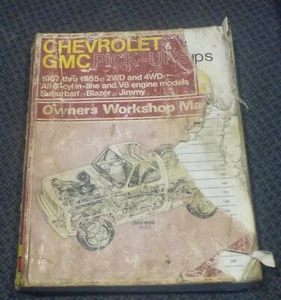 CHEVROLET
GMC PICK-UPS
1967 thru 1985 □ 2WD and 4WD
All 6-cyl in-line and V8 engine models
Suburban □ Blazer □ Jimmy
Owners Workshop Ma